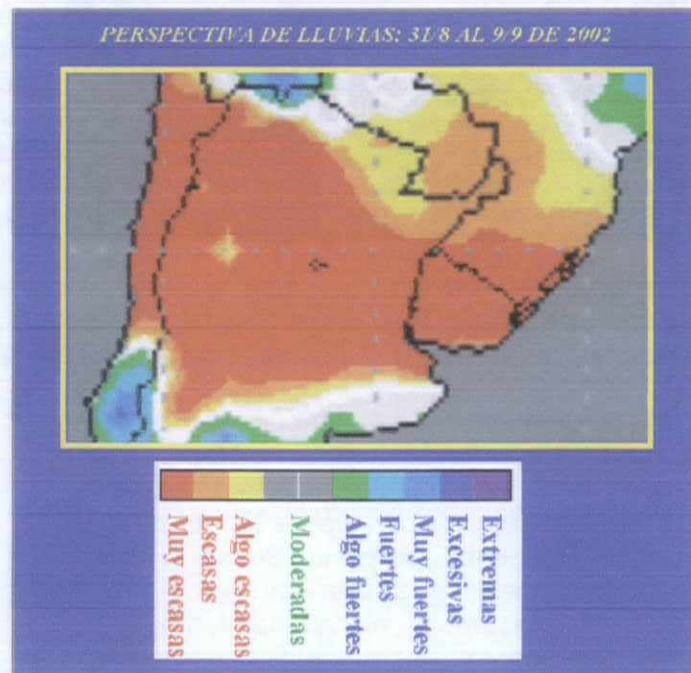 PERSPECTIVA DE LLUVIAS: 31/8 AL 9/9 DE 2002
Muy escasas
Escasas
Algo escasas
Moderadas
Algo fuertes
Fuertes
Muy fuertes
Excesivas
Extremas